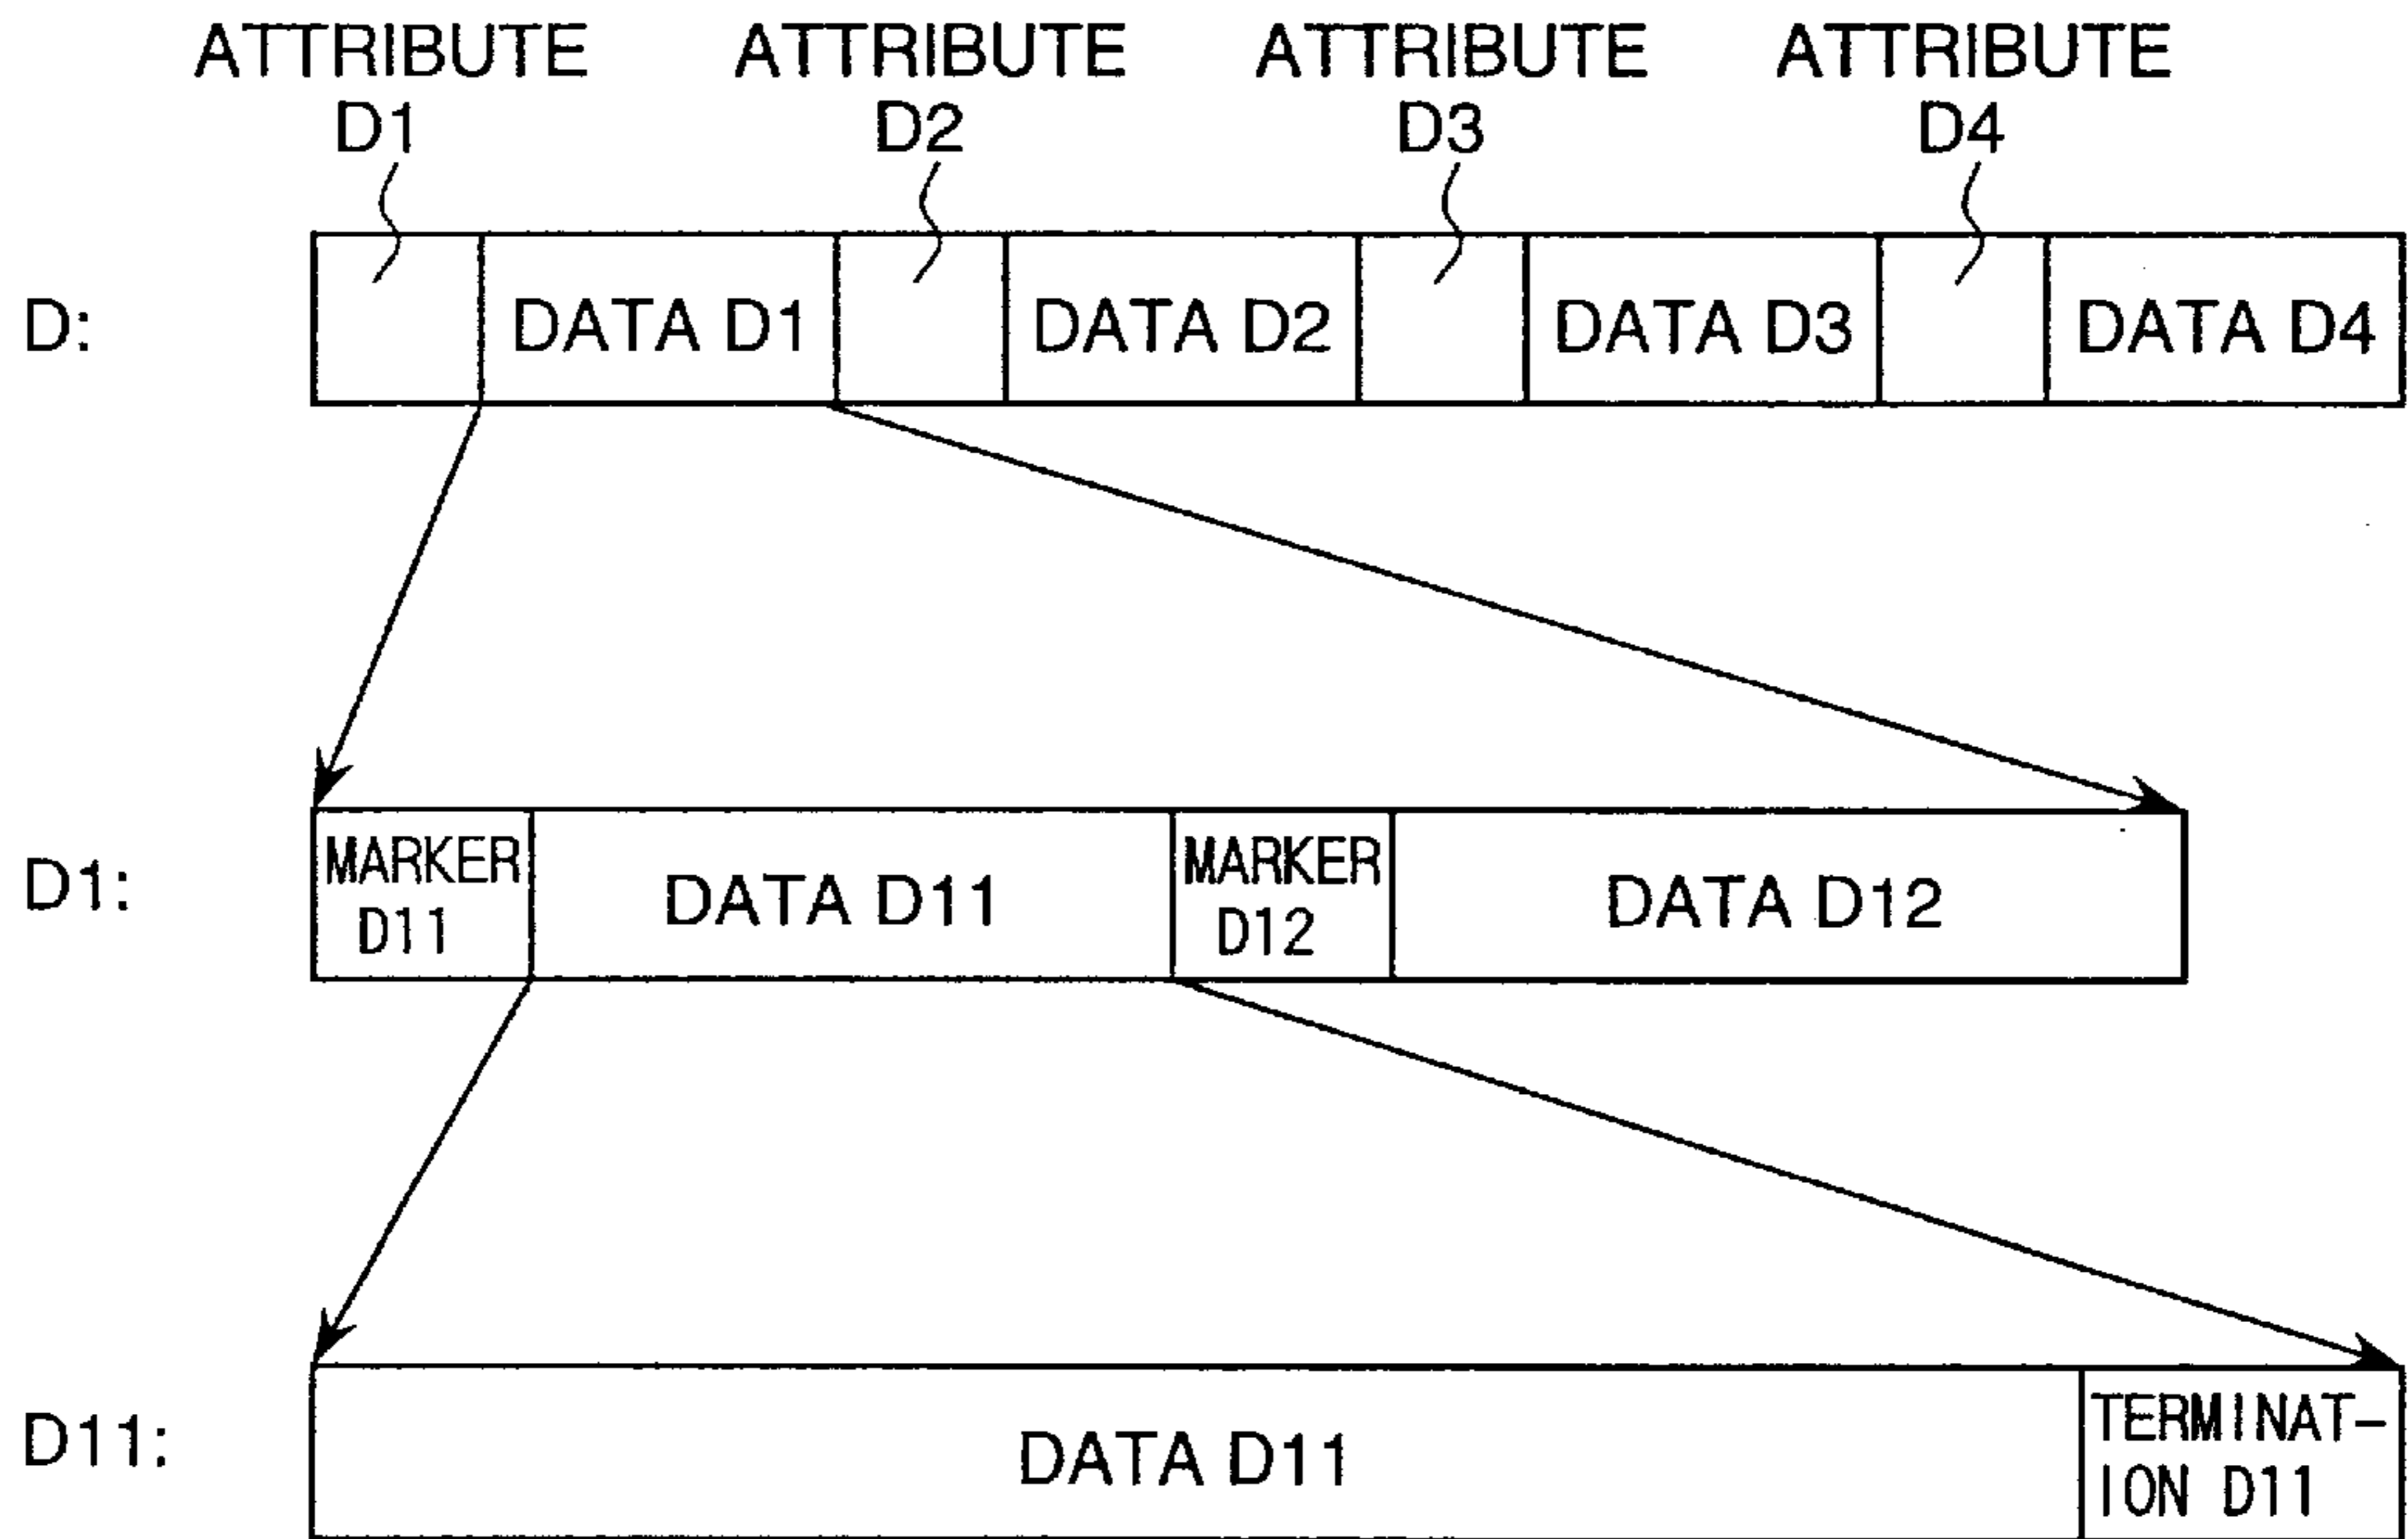 ATTRIBUTE ATTRIBUTE ATTRIBUTE ATTRIBUTE
D1 D2 D3 D4
D: DATA D1 DATA D2 DATA D3 DATA D4
D1: MARKER D11 DATA D11 MARKER D12 DATA D12
D11: DATA D11 TERMINAT-
ION D11